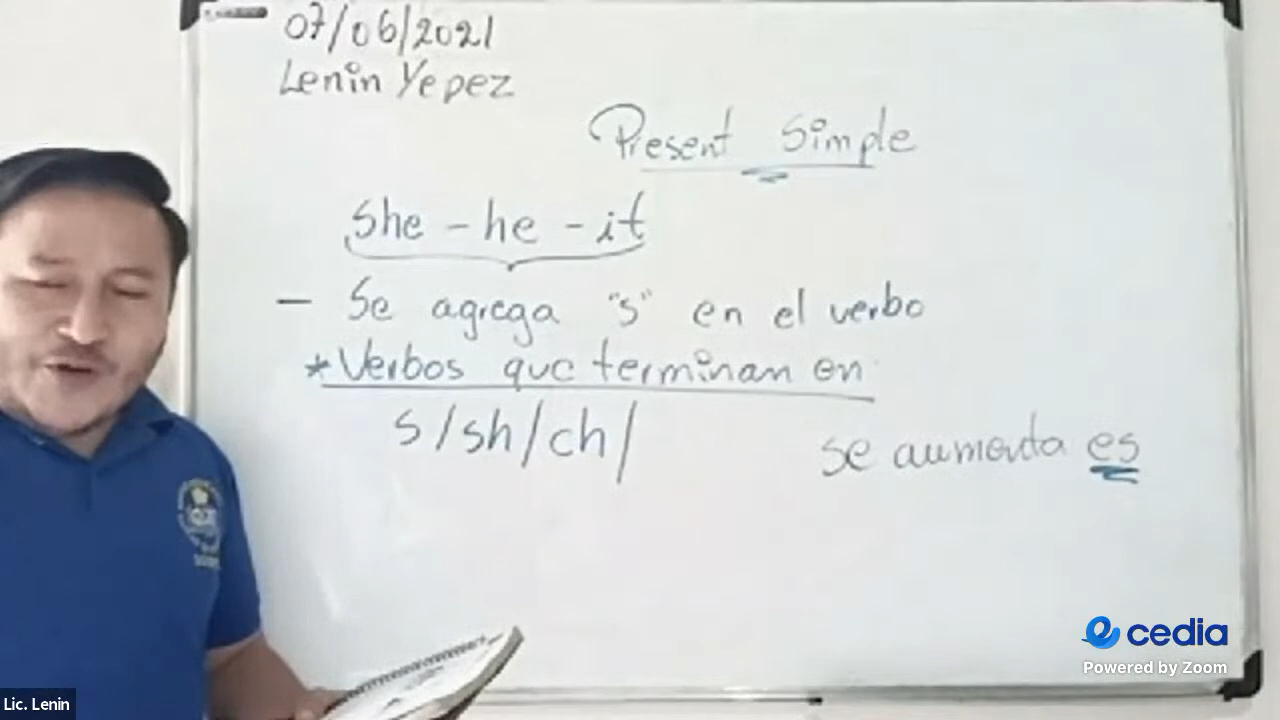 07/06/2021
Lenin Yepez
Present Simple
she - he - it
- Se agrega "s" en el verbo
* Verbos que terminan en
s/sh/ch/
se aumenta es
cedia
Powered by Zoom
Lic. Lenin